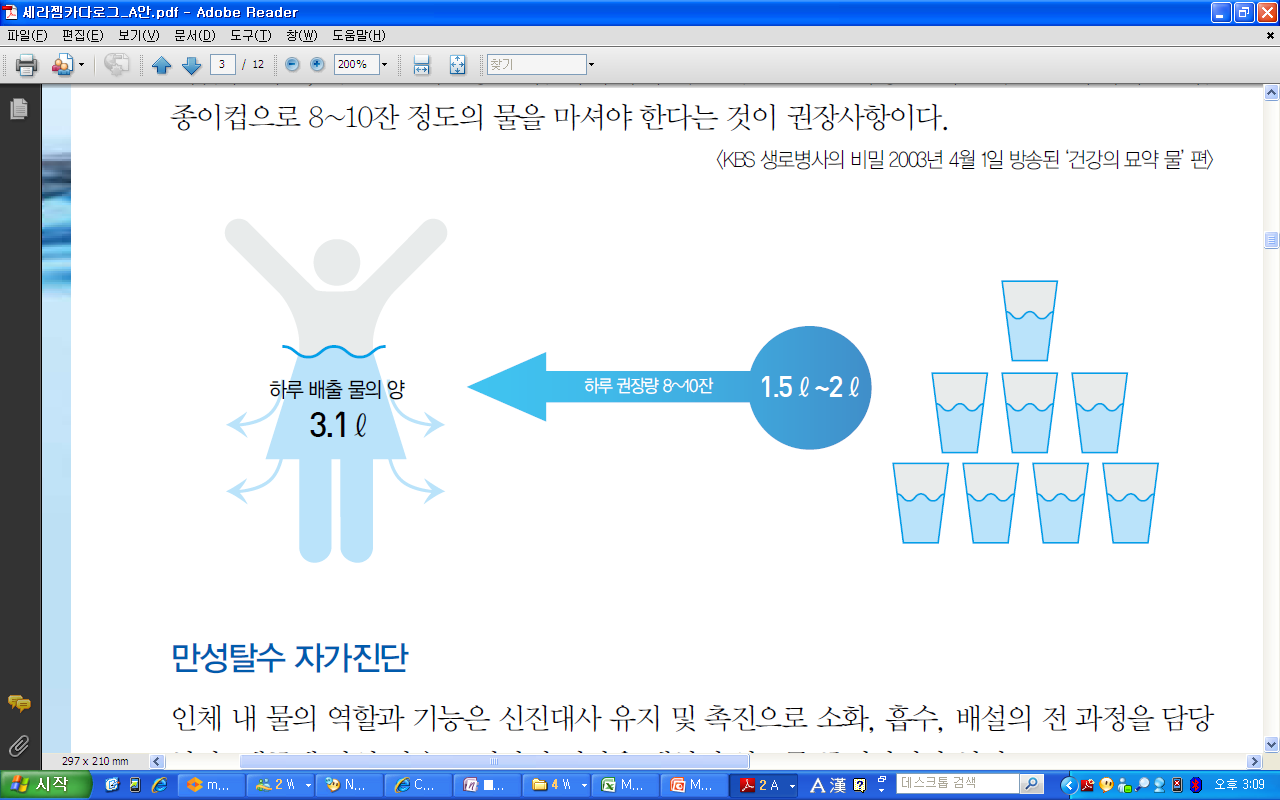 세라젬카다로그_A안.pdf - Adobe Reader
파일(F) 편집(E) 보기(V) 문서(D) 도구(T) 창(W) 도움말(H)
3 / 12 200% 찾기
종이컵으로 8~10잔 정도의 물을 마셔야 한다는 것이 권장사항이다.
〈KBS 생로병사의 비밀 2003년 4월 1일 방송된 ‘건강의 묘약 물’ 편〉
하루 배출 물의 양
3.1 ℓ
하루 권장량 8~10잔
1.5 ℓ ~2 ℓ
만성탈수 자가진단
인체 내 물의 역할과 기능은 신진대사 유지 및 촉진으로 소화, 흡수, 배설의 전 과정을 담당
297 x 210 mm
시작 m... 2 W N... C... ... 4 W M... M... 2 A A 漢 데스크톱 검색 오후 3:09